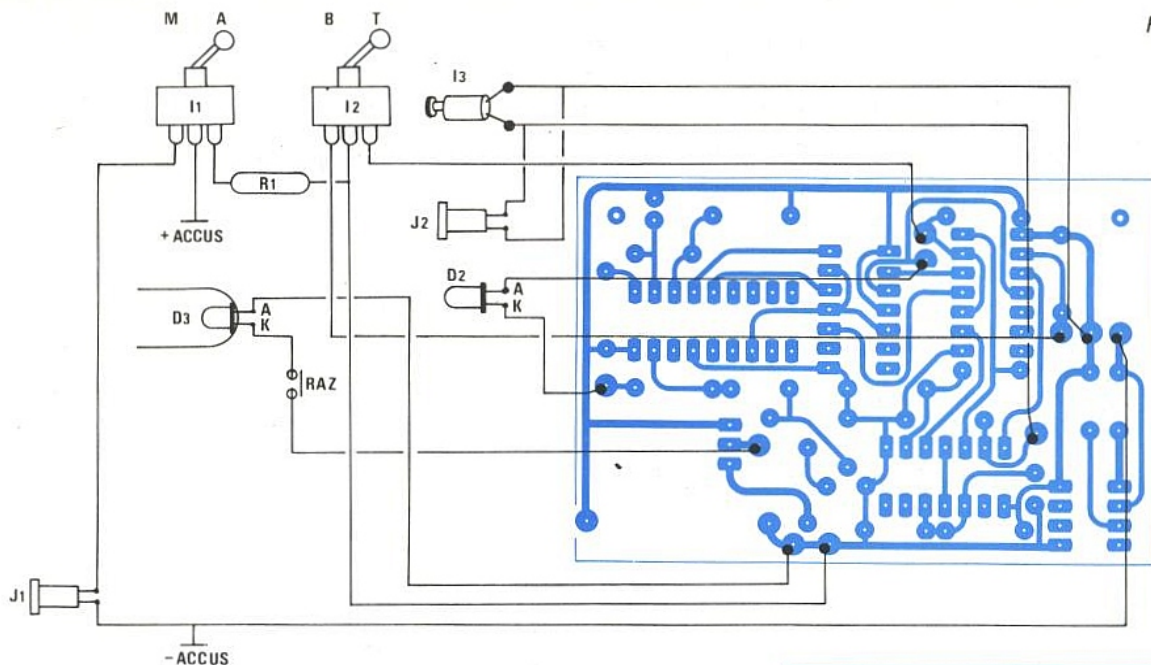 M A B T
I3
I1 I2
R1
+ ACCUS
J2
D2
A
K
D3
A
K
RAZ
J1
- ACCUS